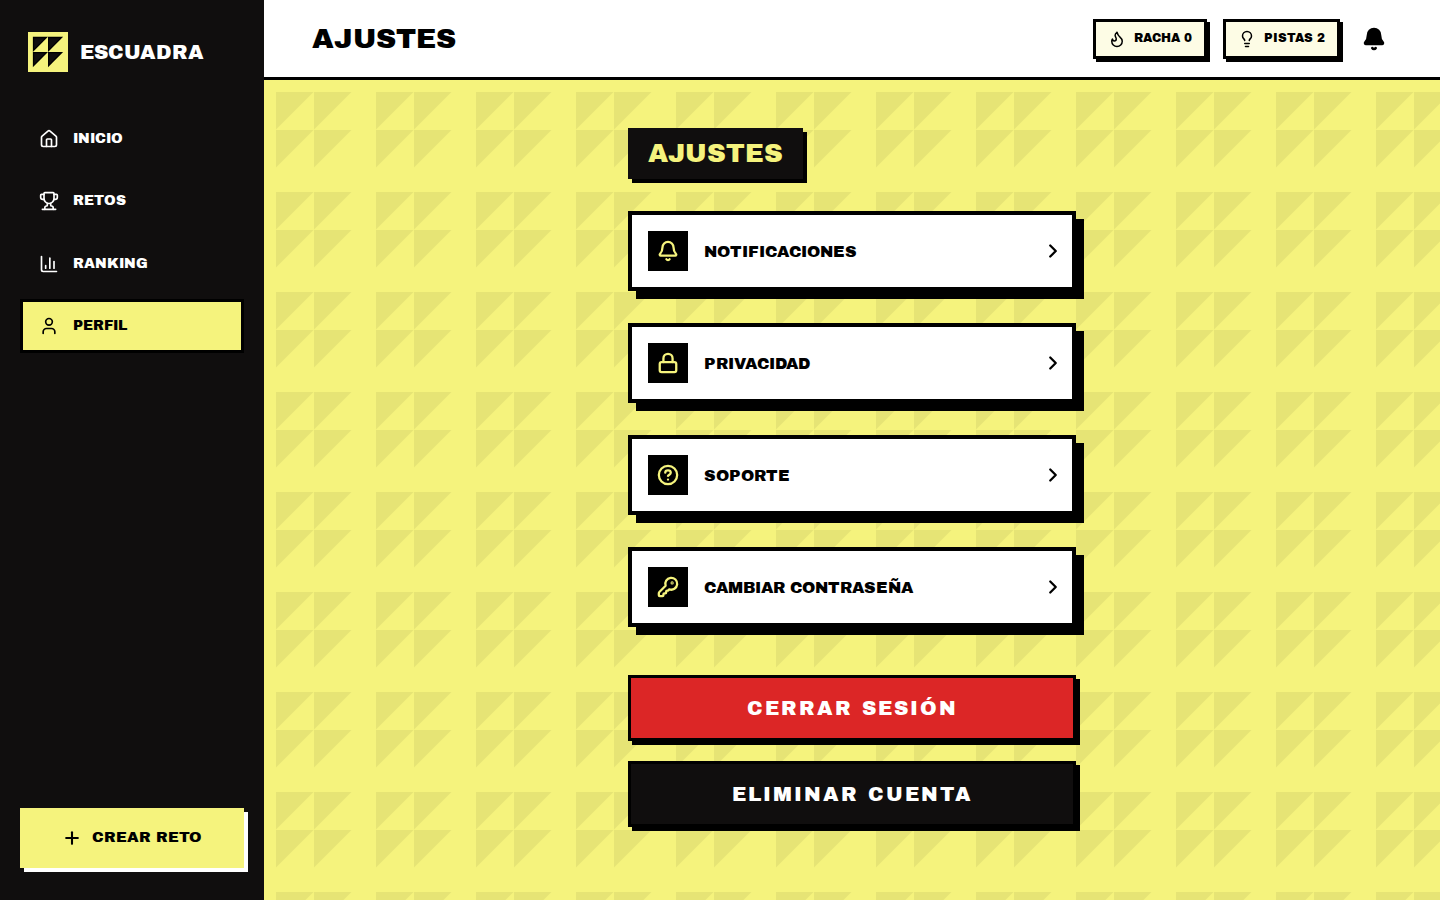 ESCUADRA
INICIO
RETOS
RANKING
PERFIL
CREAR RETO
AJUSTES
RACHA 0
PISTAS 2
AJUSTES
NOTIFICACIONES
PRIVACIDAD
SOPORTE
CAMBIAR CONTRASEÑA
CERRAR SESIÓN
ELIMINAR CUENTA